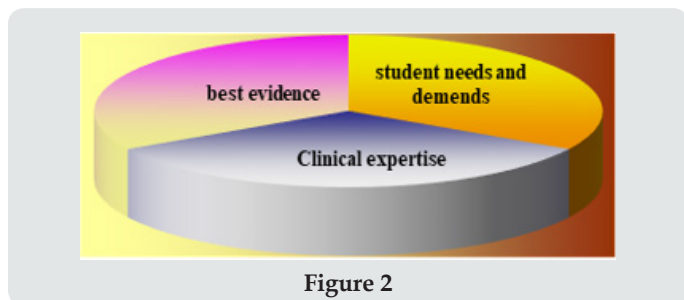 best evidence
student needs and
demends
Clinical expertise
Figure 2